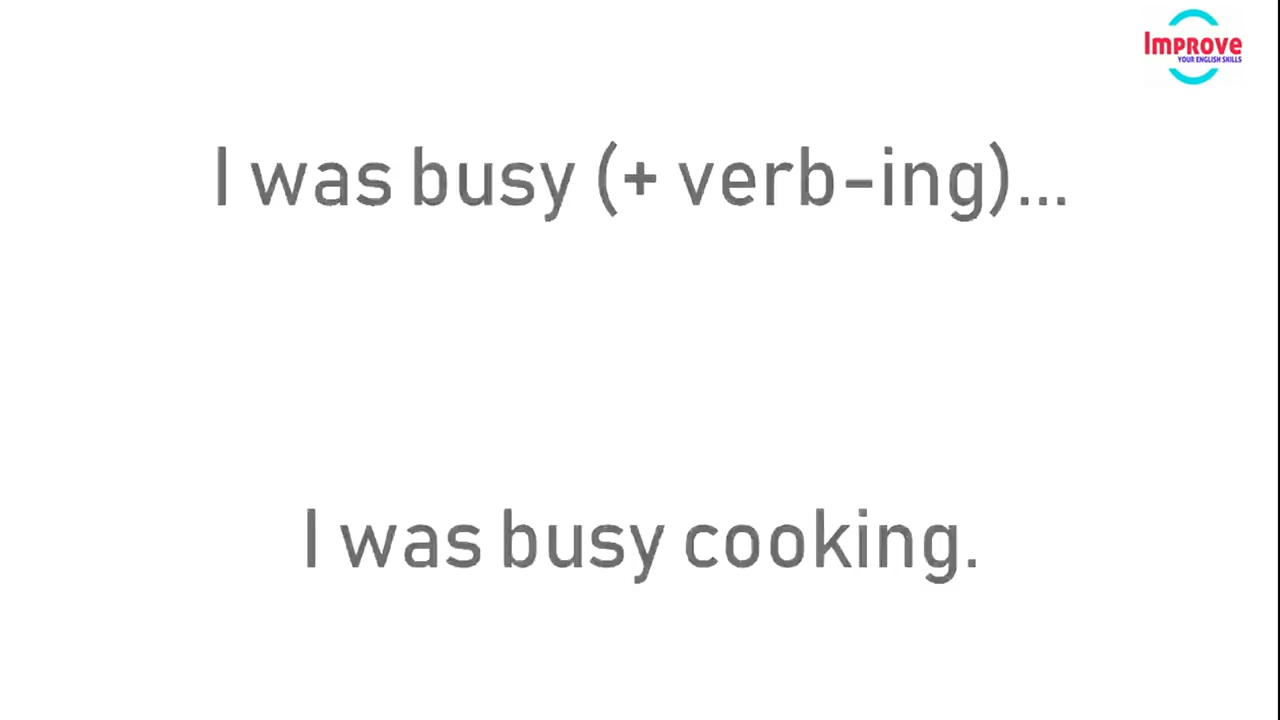 Improve
YOUR ENGLISH SKILLS
I was busy (+ verb-ing)...
I was busy cooking.